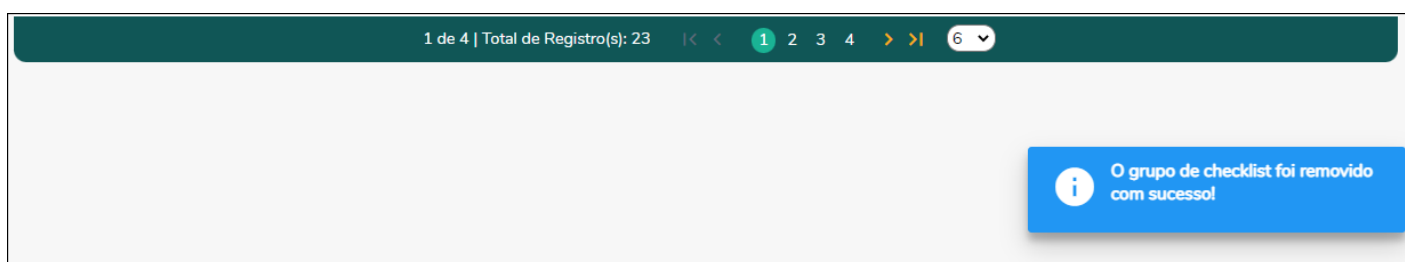 1 de 4 | Total de Registro(s): 23 |< < 1 2 3 4 > >| 6
O grupo de checklist foi removido
com sucesso!